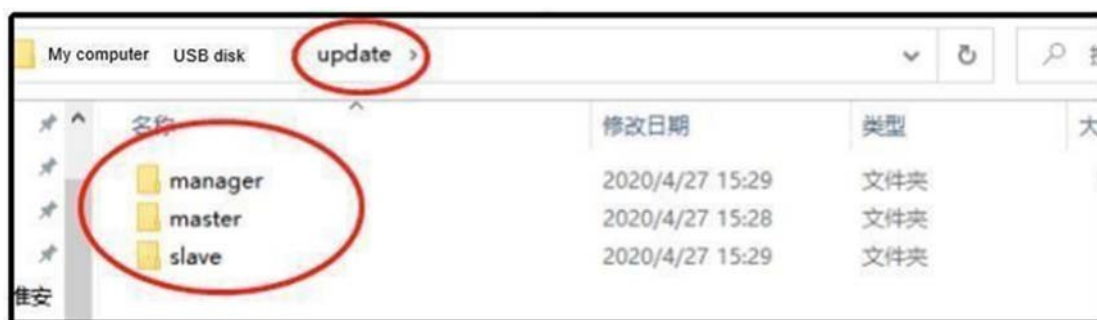 My computer USB disk update >
名称 修改日期 类型 大
manager 2020/4/27 15:29 文件夹
master 2020/4/27 15:28 文件夹
slave 2020/4/27 15:29 文件夹
淮安